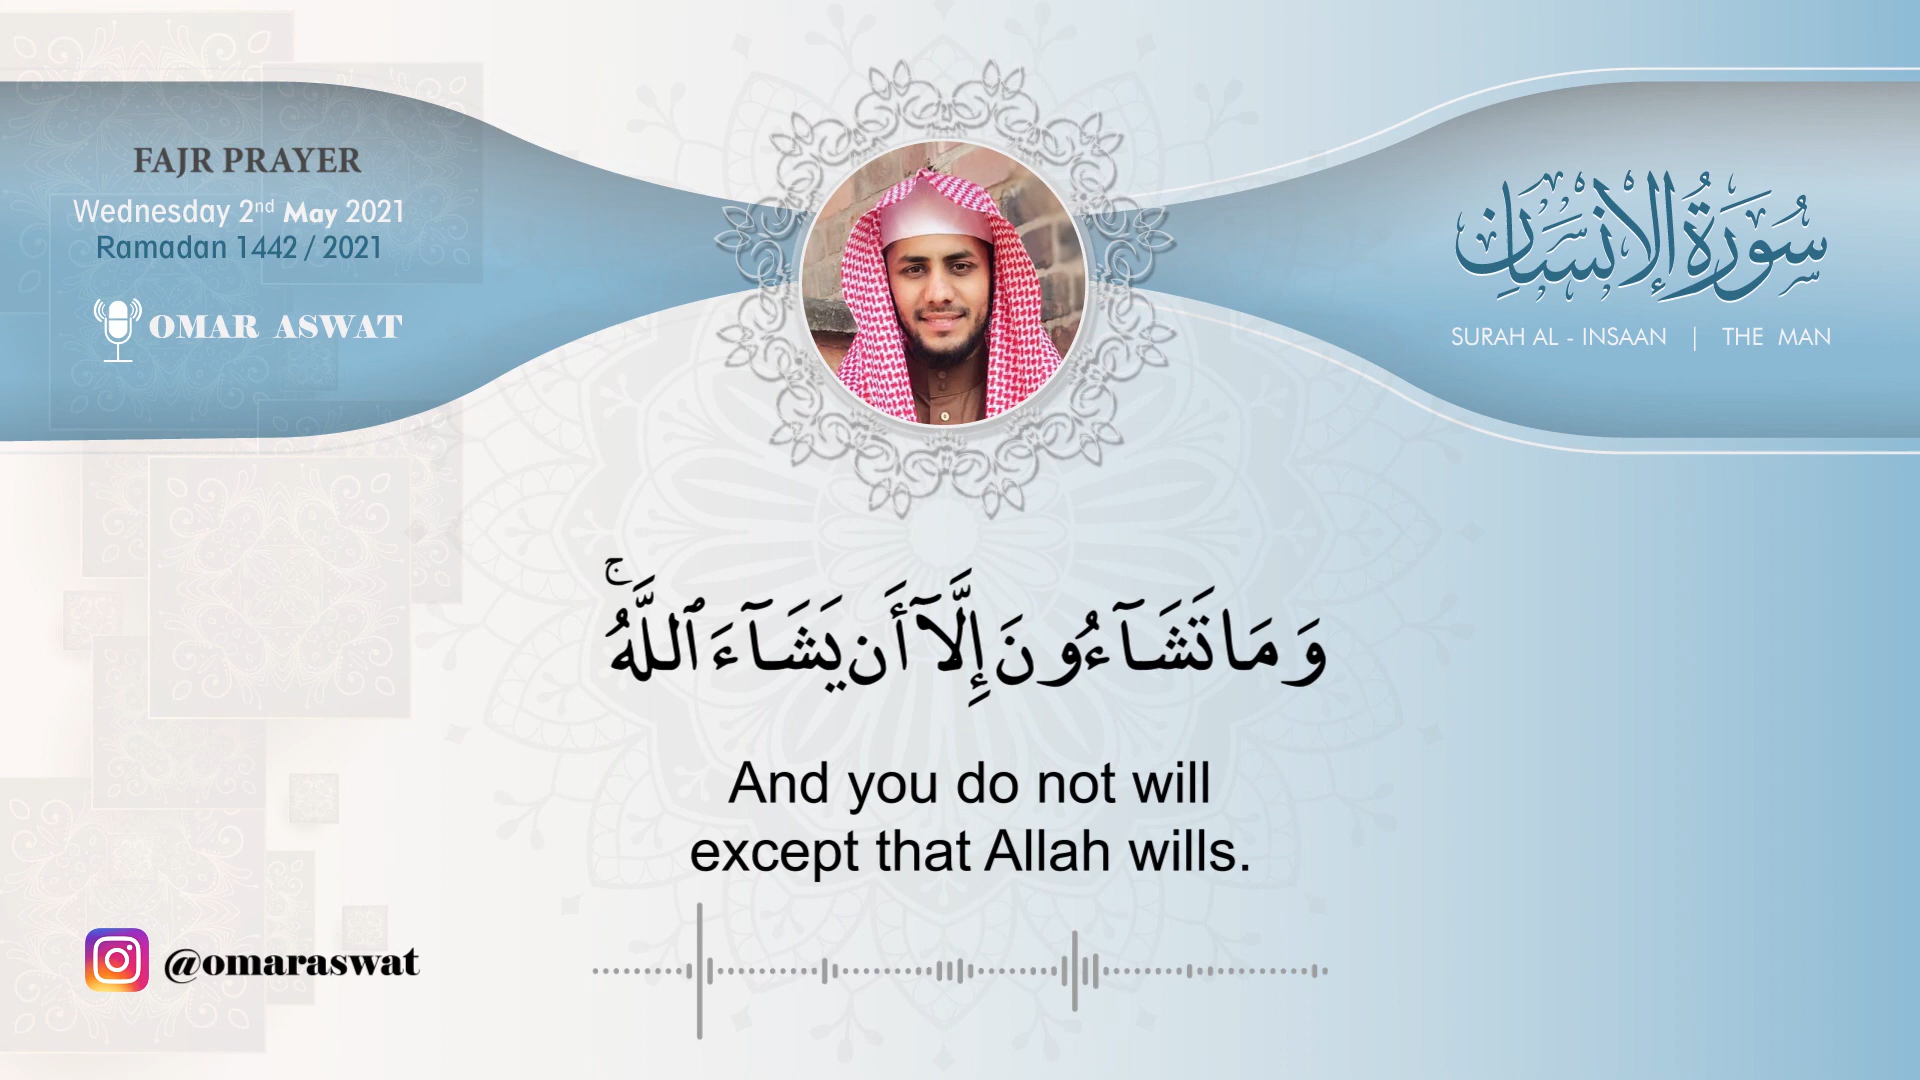 FAJR PRAYER
Wednesday 2nd May 2021
Ramadan 1442 / 2021
OMAR ASWAT
سُورَةُ الإِنسَانِ
SURAH AL - INSAAN | THE MAN
وَمَا تَشَآءُونَ إِلَّآ أَن يَشَآءَ ٱللَّهُ ۚ
And you do not will
except that Allah wills.
@omaraswat